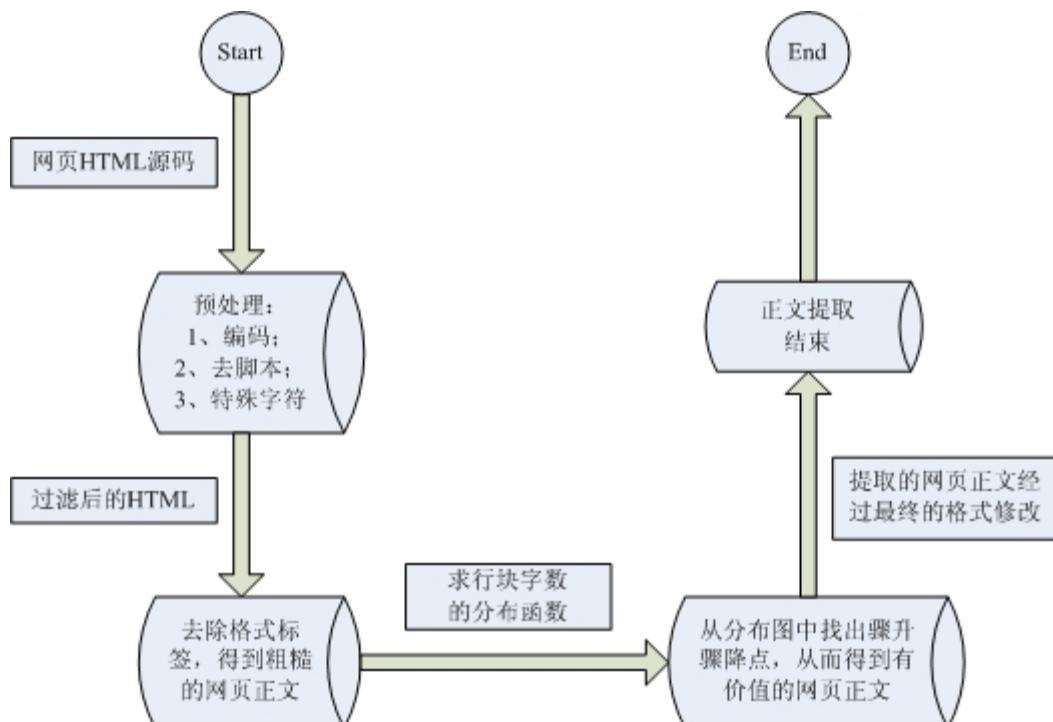 Start
网页HTML源码
预处理：
1、编码；
2、去脚本；
3、特殊字符
过滤后的HTML
去除格式标
签，得到粗糙
的网页正文
求行块字数
的分布函数
从分布图中找出骤升
骤降点，从而得到有
价值的网页正文
提取的网页正文经
过最终的格式修改
正文提取
结束
End